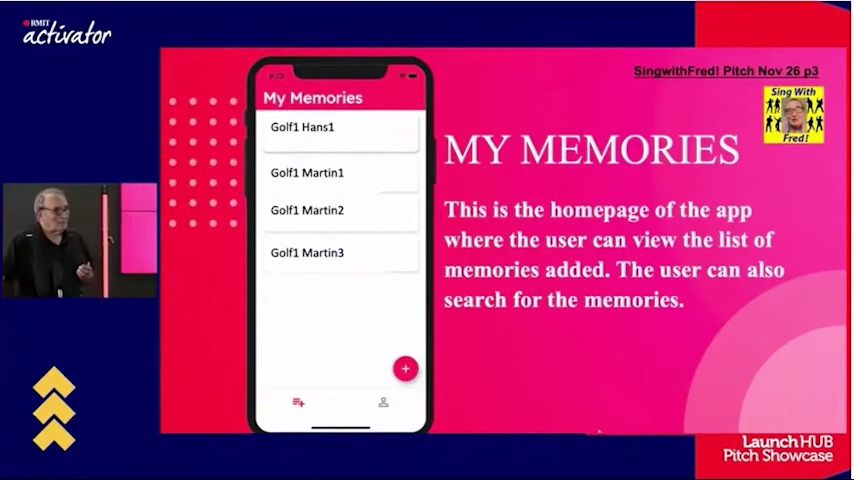 RMIT
activator
SingwithFred! Pitch Nov 26 p3
Sing With
Fred!
9:23
My Memories
Golf1 Hans1
Golf1 Martin1
Golf1 Martin2
Golf1 Martin3
+
MY MEMORIES
This is the homepage of the app
where the user can view the list of
memories added. The user can also
search for the memories.
LaunchHUB
Pitch Showcase